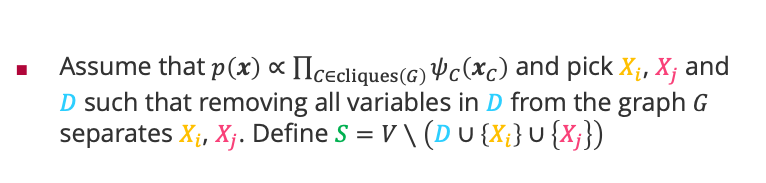 ▪ Assume that p(x) ∝ ∏_{C∈cliques(G)} ψ_C(x_C) and pick X_i, X_j and
D such that removing all variables in D from the graph G
separates X_i, X_j. Define S = V \ (D ∪ {X_i} ∪ {X_j})